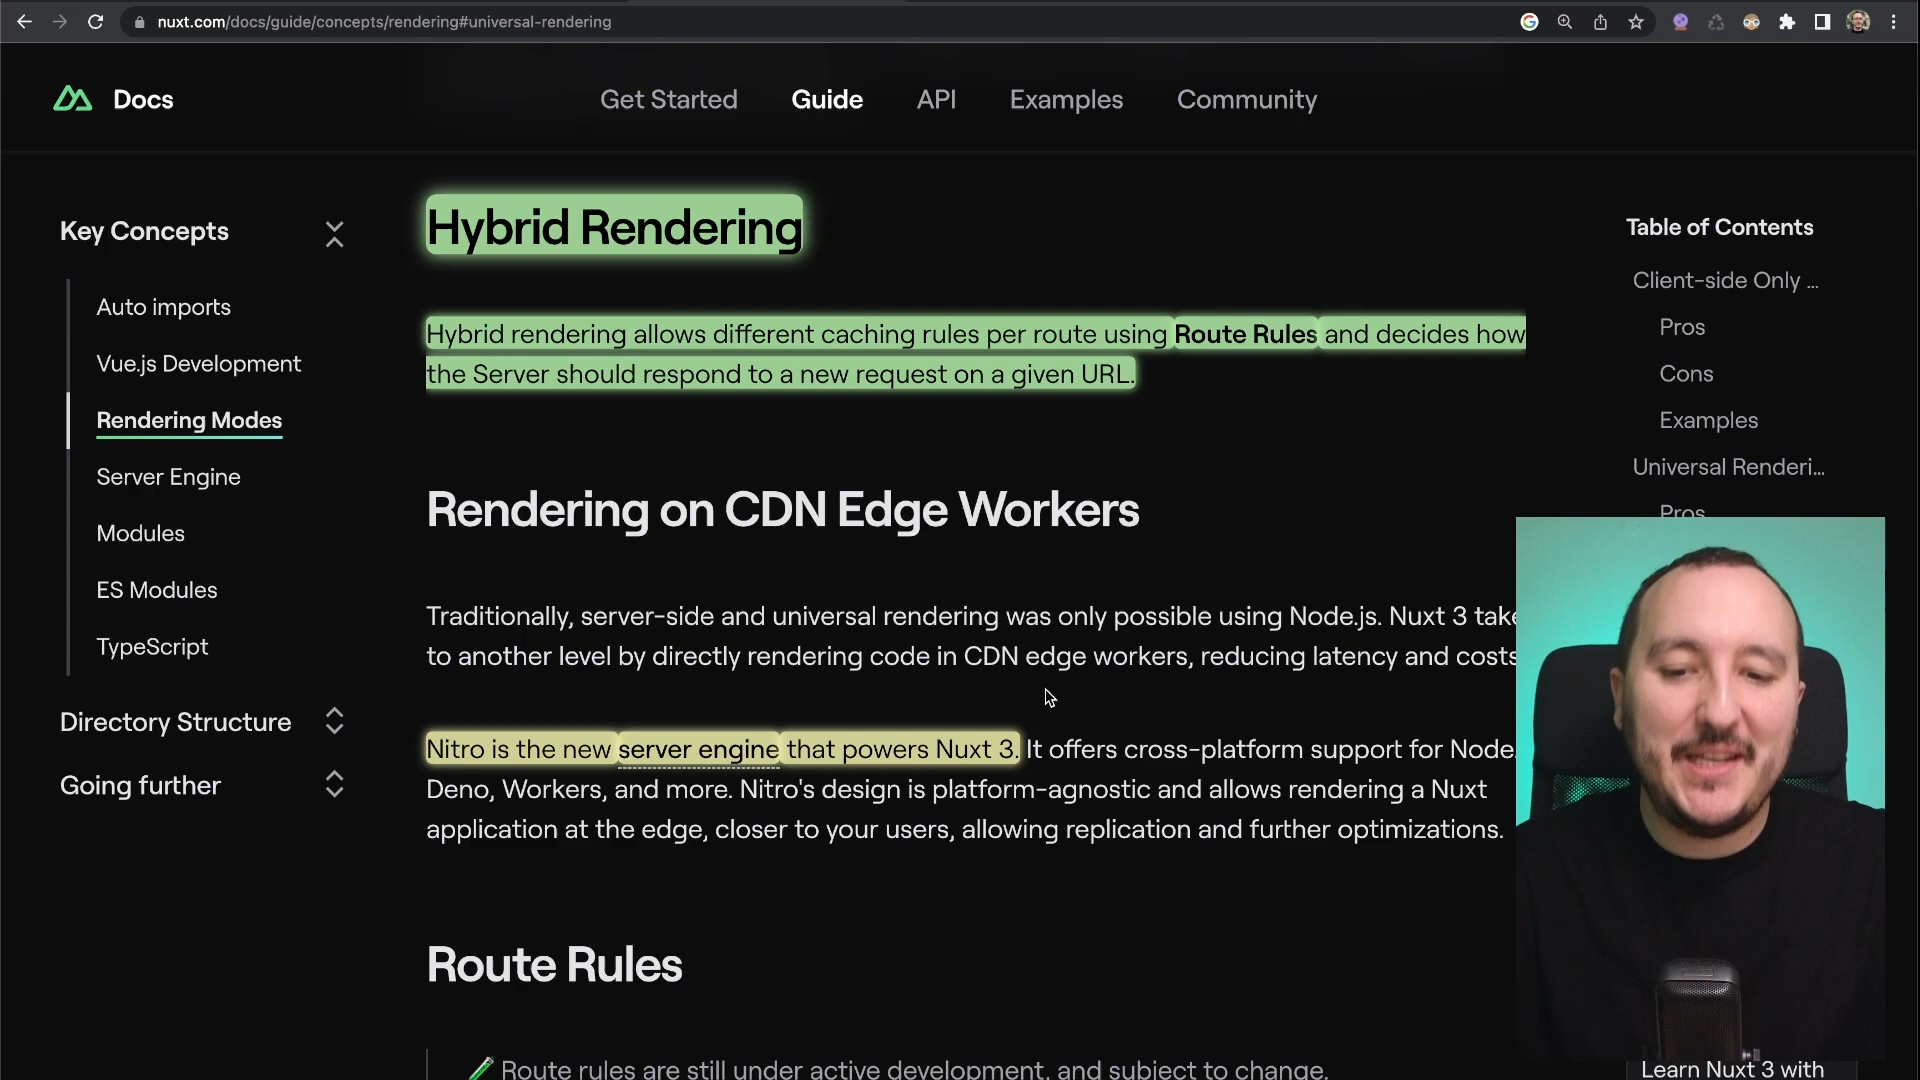 nuxt.com/docs/guide/concepts/rendering#universal-rendering
Docs
Get Started
Guide
API
Examples
Community
Key Concepts
Auto imports
Vue.js Development
Rendering Modes
Server Engine
Modules
ES Modules
TypeScript
Directory Structure
Going further
Hybrid Rendering
Hybrid rendering allows different caching rules per route using Route Rules and decides how
the Server should respond to a new request on a given URL.
Rendering on CDN Edge Workers
Traditionally, server-side and universal rendering was only possible using Node.js. Nuxt 3 take
to another level by directly rendering code in CDN edge workers, reducing latency and costs
Nitro is the new server engine that powers Nuxt 3. It offers cross-platform support for Node.
Deno, Workers, and more. Nitro's design is platform-agnostic and allows rendering a Nuxt
application at the edge, closer to your users, allowing replication and further optimizations.
Route Rules
Route rules are still under active development, and subject to change.
Table of Contents
Client-side Only ...
Pros
Cons
Examples
Universal Renderi...
Pros
Learn Nuxt 3 with